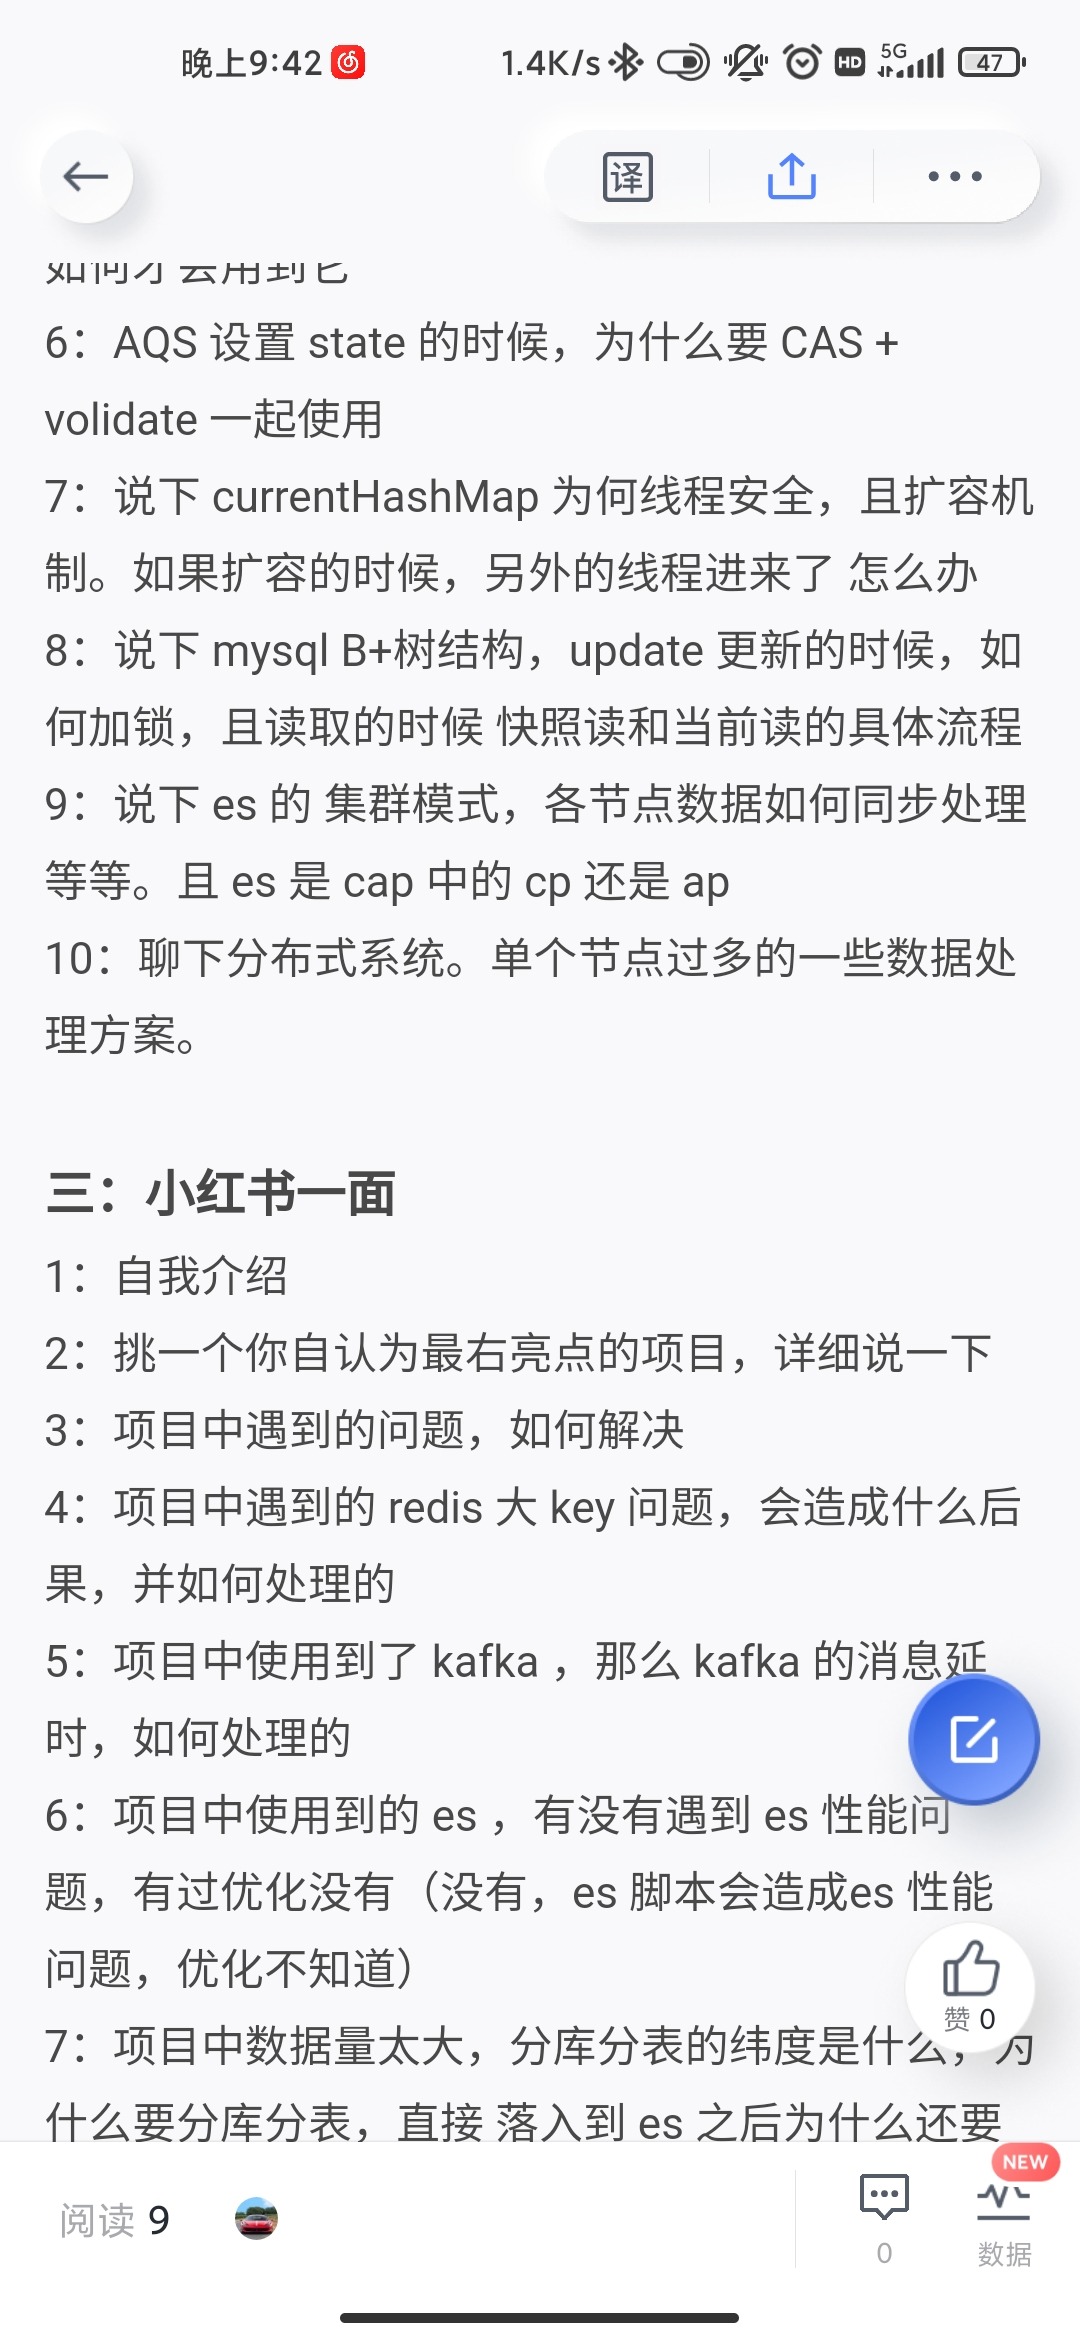 晚上9:42
1.4K/s
HD
5G
47
译
如何才会用到它
6：AQS 设置 state 的时候，为什么要 CAS +
volidate 一起使用
7：说下 currentHashMap 为何线程安全，且扩容机
制。如果扩容的时候，另外的线程进来了 怎么办
8：说下 mysql B+树结构，update 更新的时候，如
何加锁，且读取的时候 快照读和当前读的具体流程
9：说下 es 的 集群模式，各节点数据如何同步处理
等等。且 es 是 cap 中的 cp 还是 ap
10：聊下分布式系统。单个节点过多的一些数据处
理方案。
三：小红书一面
1：自我介绍
2：挑一个你自认为最右亮点的项目，详细说一下
3：项目中遇到的问题，如何解决
4：项目中遇到的 redis 大 key 问题，会造成什么后
果，并如何处理的
5：项目中使用到了 kafka ，那么 kafka 的消息延
时，如何处理的
6：项目中使用到的 es ，有没有遇到 es 性能问
题，有过优化没有（没有，es 脚本会造成es 性能
问题，优化不知道）
赞 0
7：项目中数据量太大，分库分表的纬度是什么，为
什么要分库分表，直接 落入到 es 之后为什么还要
NEW
阅读 9
0
数据